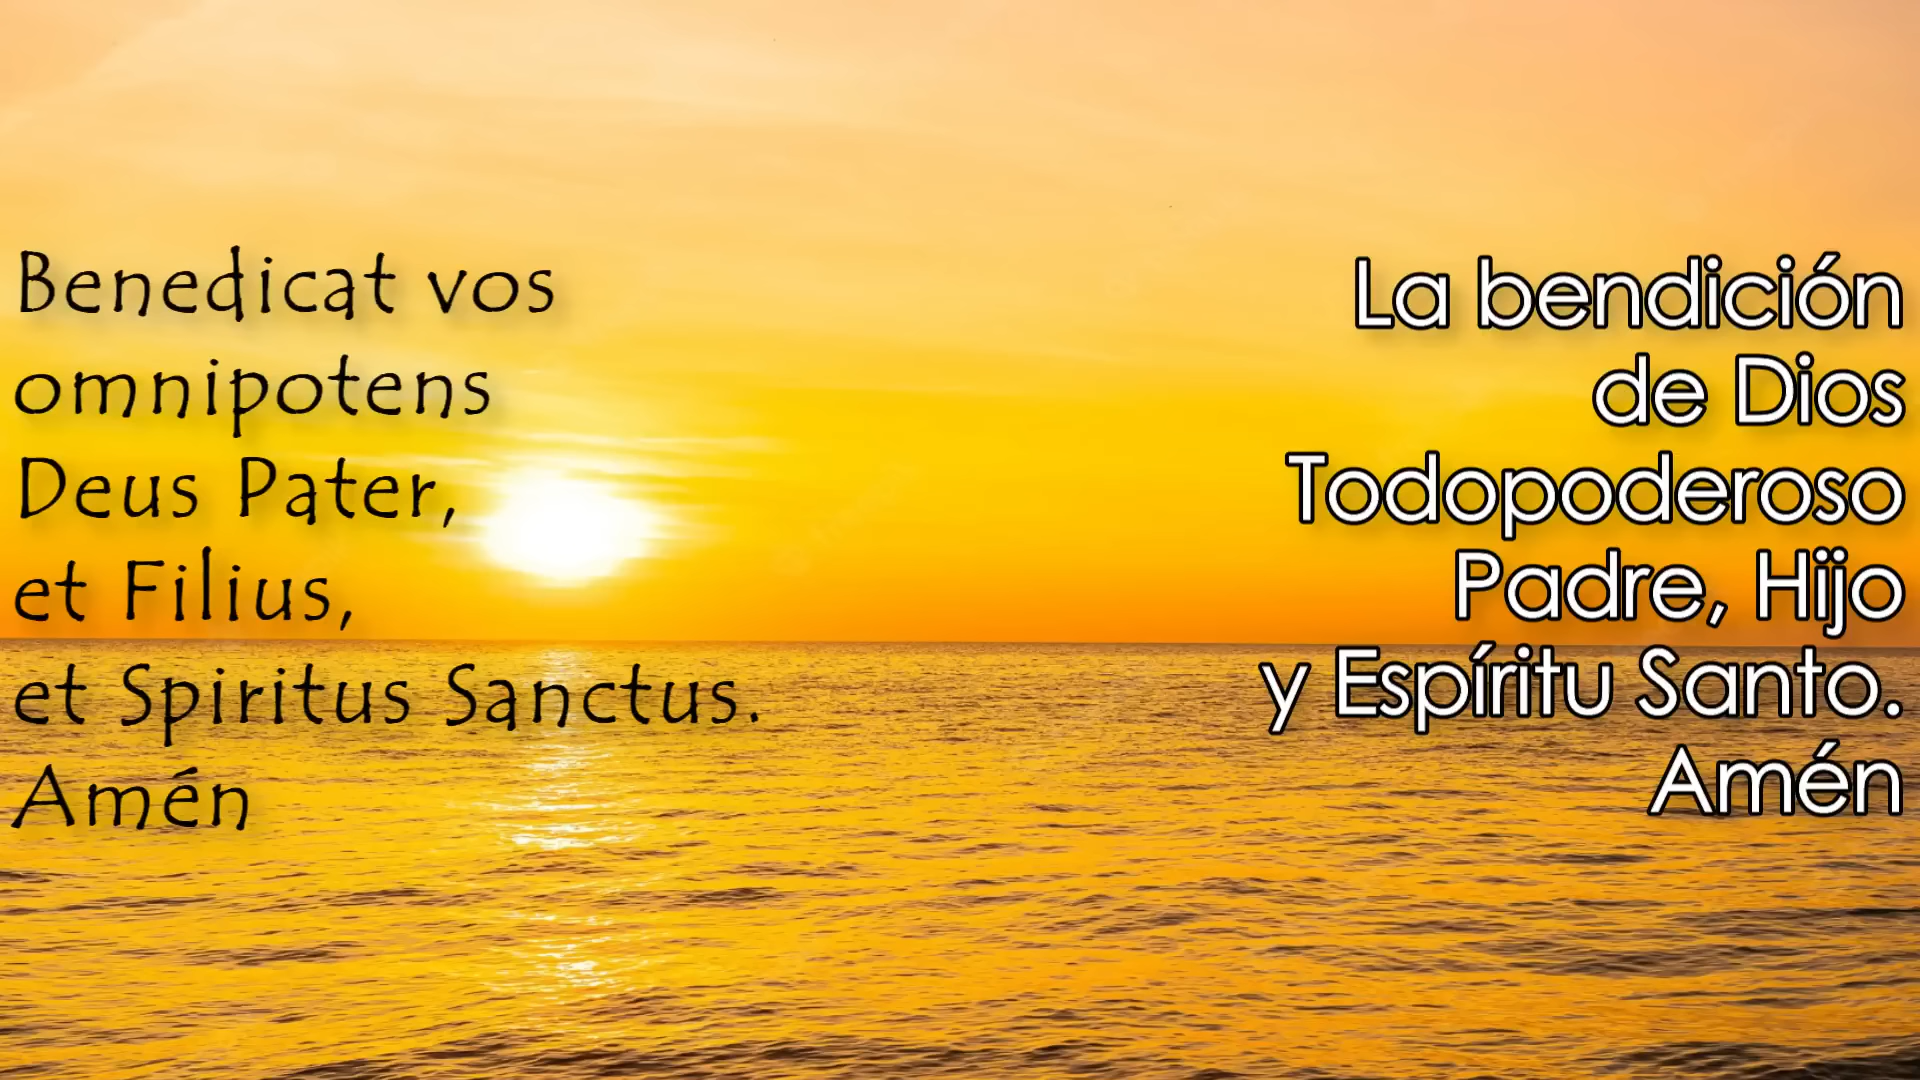 Benedicat vos
omnipotens
Deus Pater,
et Filius,
et Spiritus Sanctus.
Amén
La bendición
de Dios
Todopoderoso
Padre, Hijo
y Espíritu Santo.
Amén